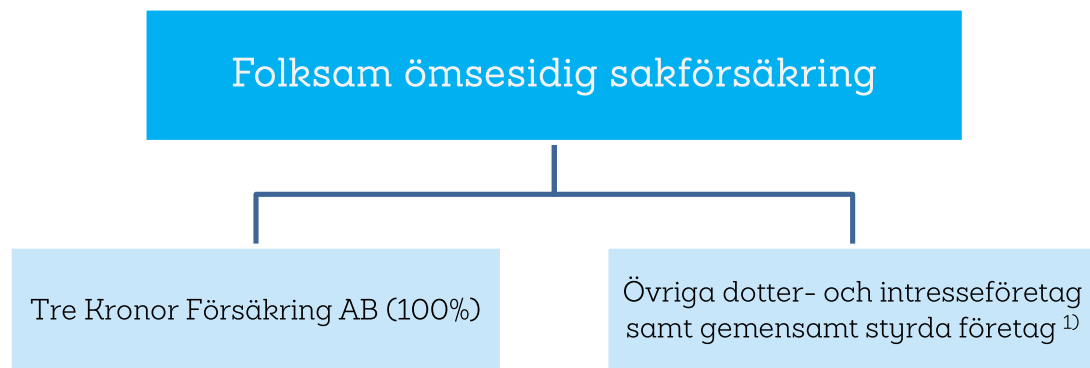 Folksam ömsesidig sakförsäkring
Tre Kronor Försäkring AB (100%)
Övriga dotter- och intresseföretag
samt gemensamt styrda företag 1)